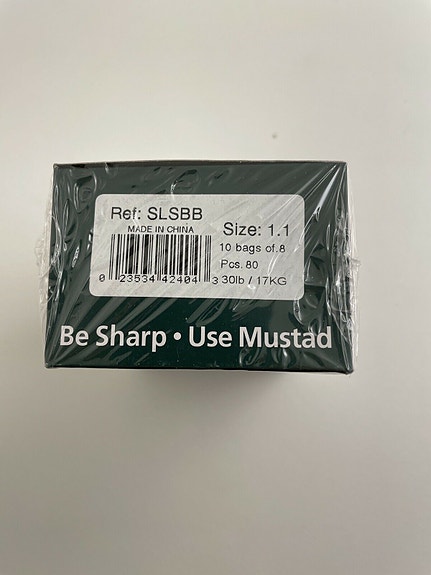 Ref: SLSBB
MADE IN CHINA
Size: 1.1
10 bags of.8
Pcs. 80
0 23534 42404 3
30lb / 17KG
Be Sharp • Use Mustad